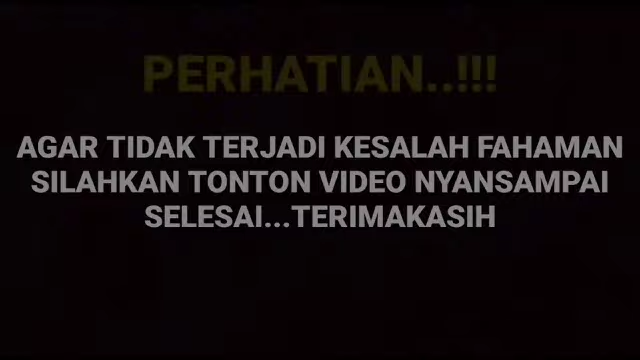 PERHATIAN..!!!
AGAR TIDAK TERJADI KESALAH FAHAMAN
SILAHKAN TONTON VIDEO NYANSAMPAI
SELESAI...TERIMAKASIH